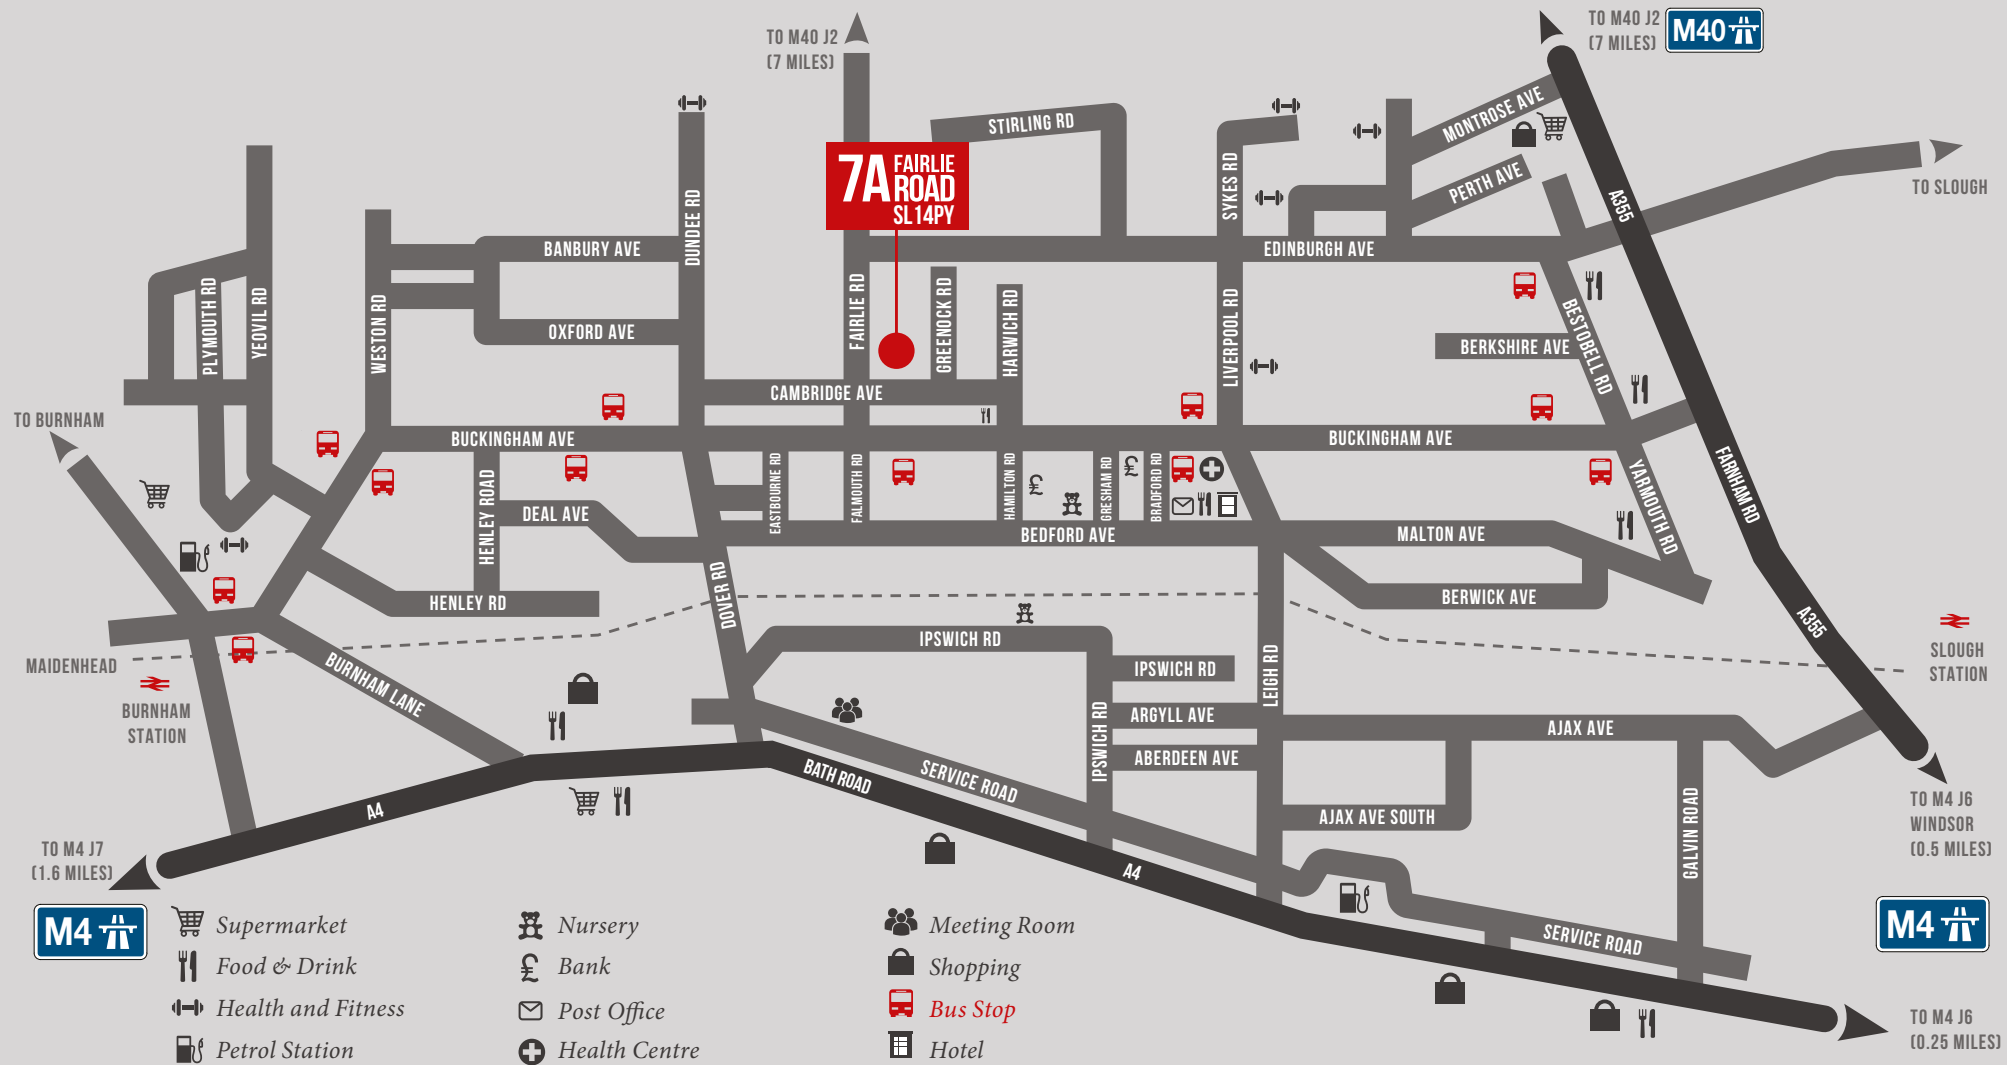 TO M40 J2
(7 MILES)
TO M40 J2
(7 MILES)
M40
MONTROSE AVE
STIRLING RD
7A FAIRLIE
ROAD
SL14PY
PERTH AVE
SYKES RD
DUNDEE RD
A355
TO SLOUGH
BANBURY AVE
EDINBURGH AVE
PLYMOUTH RD
YEOVIL RD
WESTON RD
OXFORD AVE
FAIRLIE RD
GREENOCK RD
HARWICH RD
LIVERPOOL RD
BESTOBELL RD
BERKSHIRE AVE
CAMBRIDGE AVE
TO BURNHAM
BUCKINGHAM AVE
BUCKINGHAM AVE
HENLEY ROAD
DEAL AVE
EASTBOURNE RD
FALMOUTH RD
HAMILTON RD
GRESHAM RD
BRADFORD RD
YARMOUTH RD
FARNHAM RD
BEDFORD AVE
MALTON AVE
DOVER RD
HENLEY RD
BERWICK AVE
A355
IPSWICH RD
SLOUGH
STATION
MAIDENHEAD
BURNHAM
STATION
BURNHAM LANE
IPSWICH RD
LEIGH RD
IPSWICH RD
ARGYLL AVE
AJAX AVE
ABERDEEN AVE
BATH ROAD
SERVICE ROAD
A4
AJAX AVE SOUTH
GALVIN ROAD
TO M4 J6
WINDSOR
(0.5 MILES)
TO M4 J7
(1.6 MILES)
A4
M4
M4
SERVICE ROAD
TO M4 J6
(0.25 MILES)
Supermarket
Food & Drink
Health and Fitness
Petrol Station
Nursery
£ Bank
Post Office
Health Centre
Meeting Room
Shopping
Bus Stop
Hotel